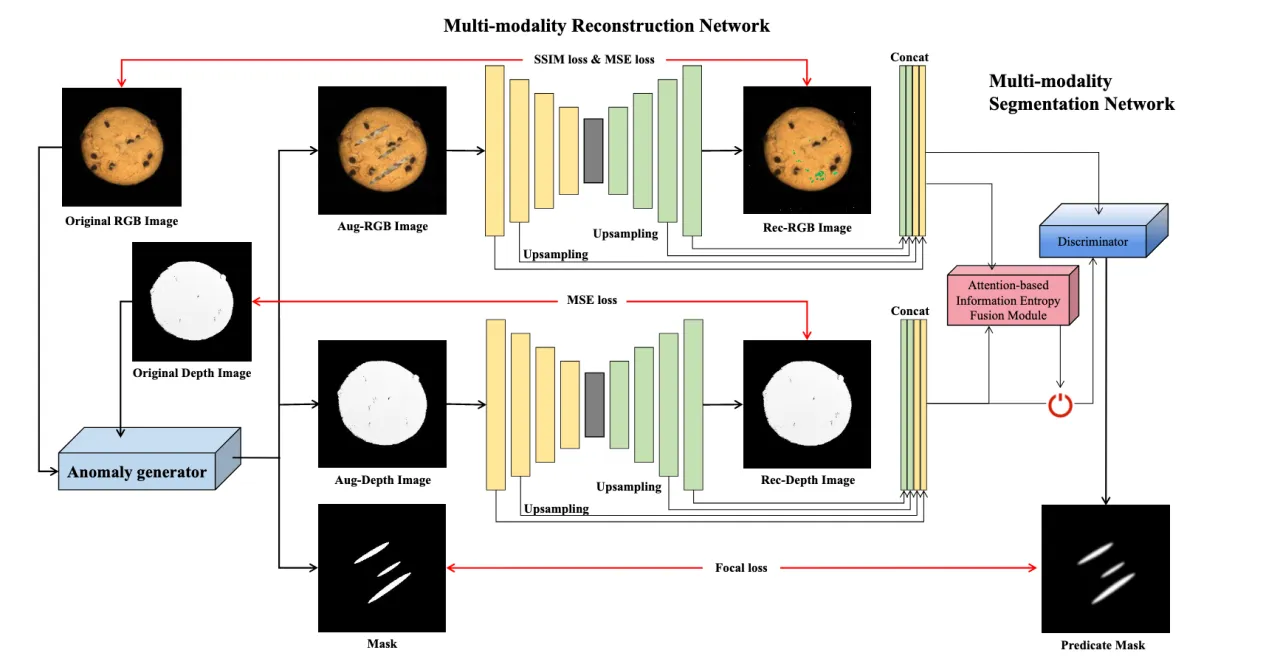 Multi-modality Reconstruction Network
SSIM loss & MSE loss
Concat
Multi-modality
Segmentation Network
Original RGB Image
Aug-RGB Image
Upsampling
Upsampling
Rec-RGB Image
Discriminator
Attention-based
Information Entropy
Fusion Module
MSE loss
Concat
Original Depth Image
Anomaly generator
Aug-Depth Image
Upsampling
Upsampling
Rec-Depth Image
Focal loss
Mask
Predicate Mask